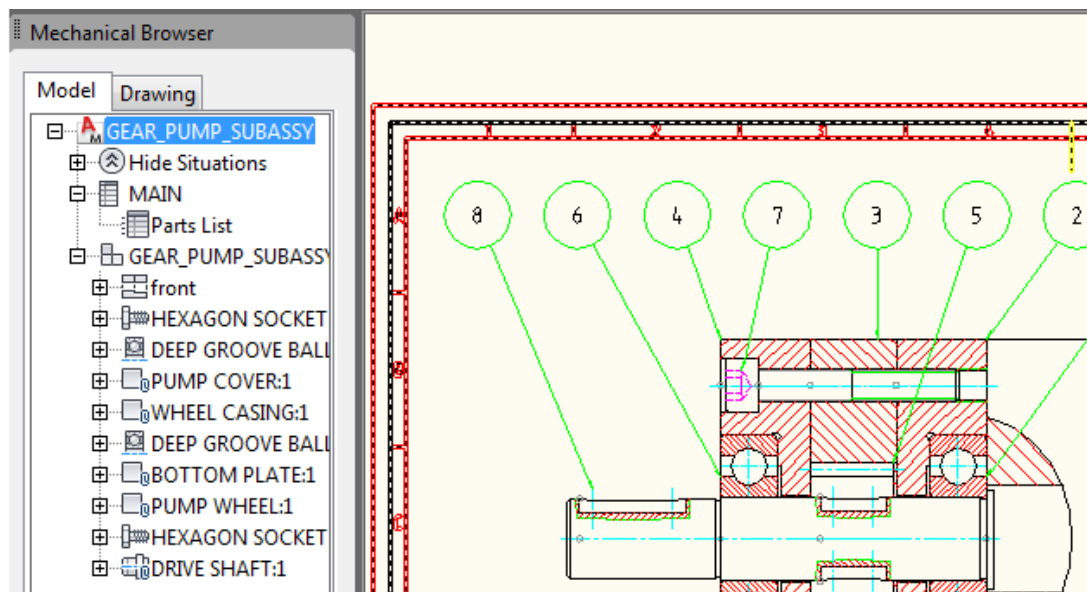 Mechanical Browser
Model
Drawing
GEAR_PUMP_SUBASSY
Hide Situations
MAIN
Parts List
GEAR_PUMP_SUBASSY
front
HEXAGON SOCKET
DEEP GROOVE BALL
PUMP COVER:1
WHEEL CASING:1
DEEP GROOVE BALL
BOTTOM PLATE:1
PUMP WHEEL:1
HEXAGON SOCKET
DRIVE SHAFT:1
8 6 4 7 3 5 2